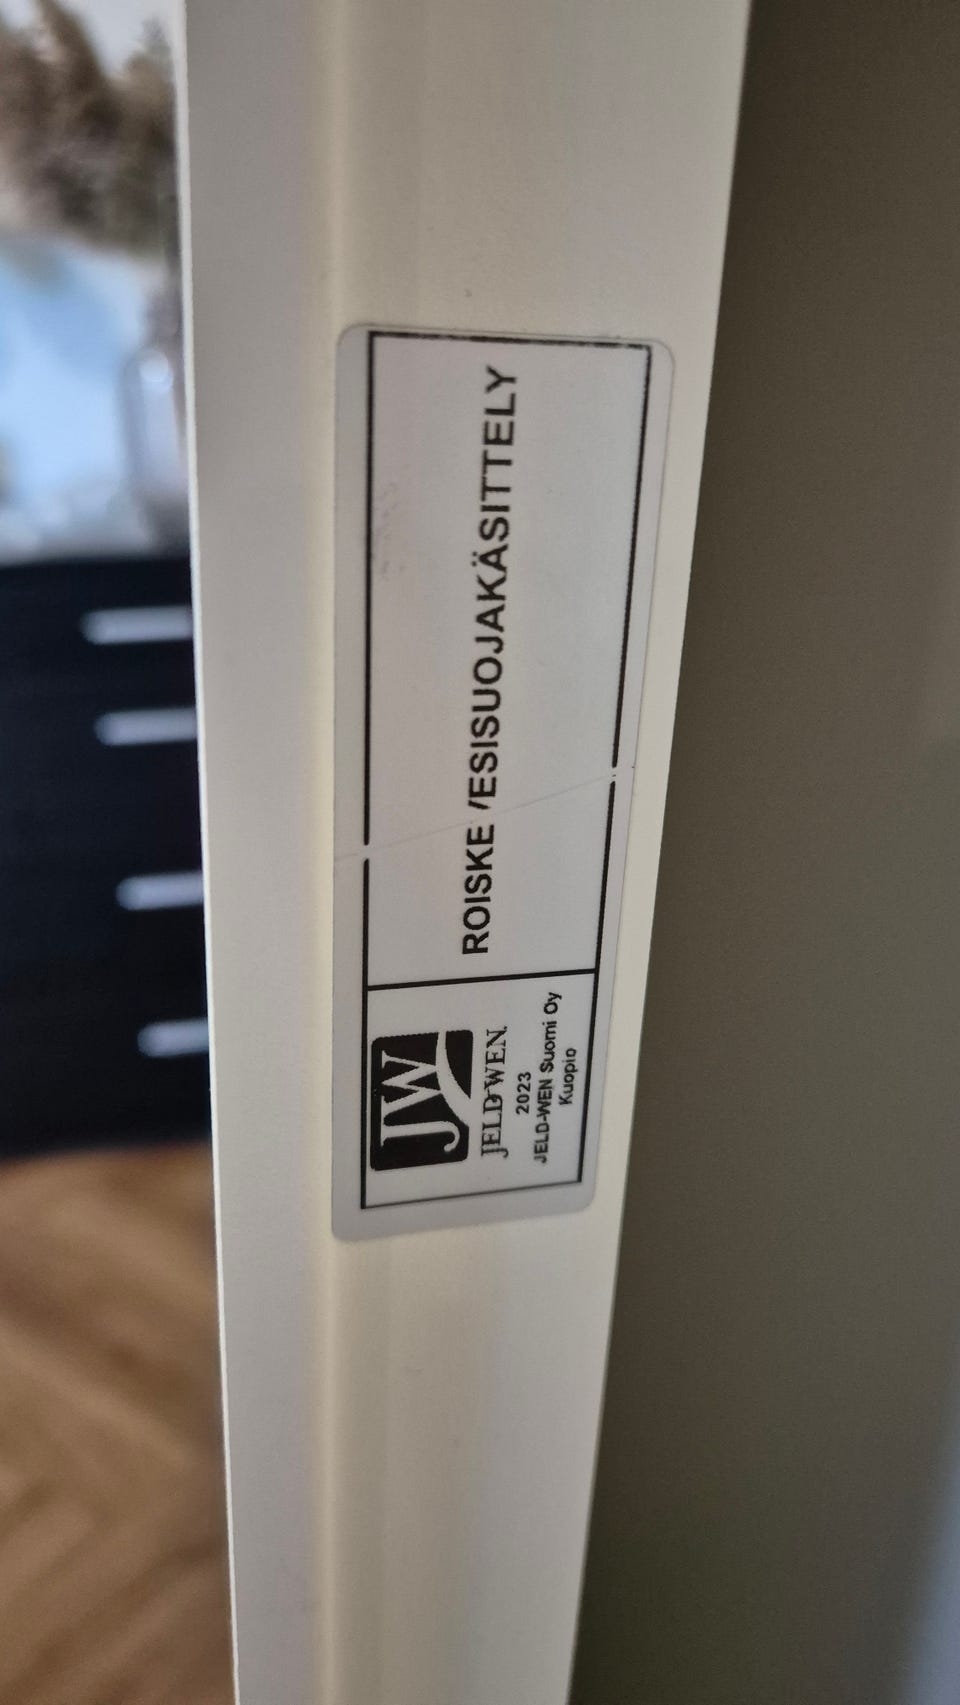 JW
JELD-WEN
2023
JELD-WEN Suomi Oy
Kuopio
ROISKEVESISUOJAKÄSITTELY